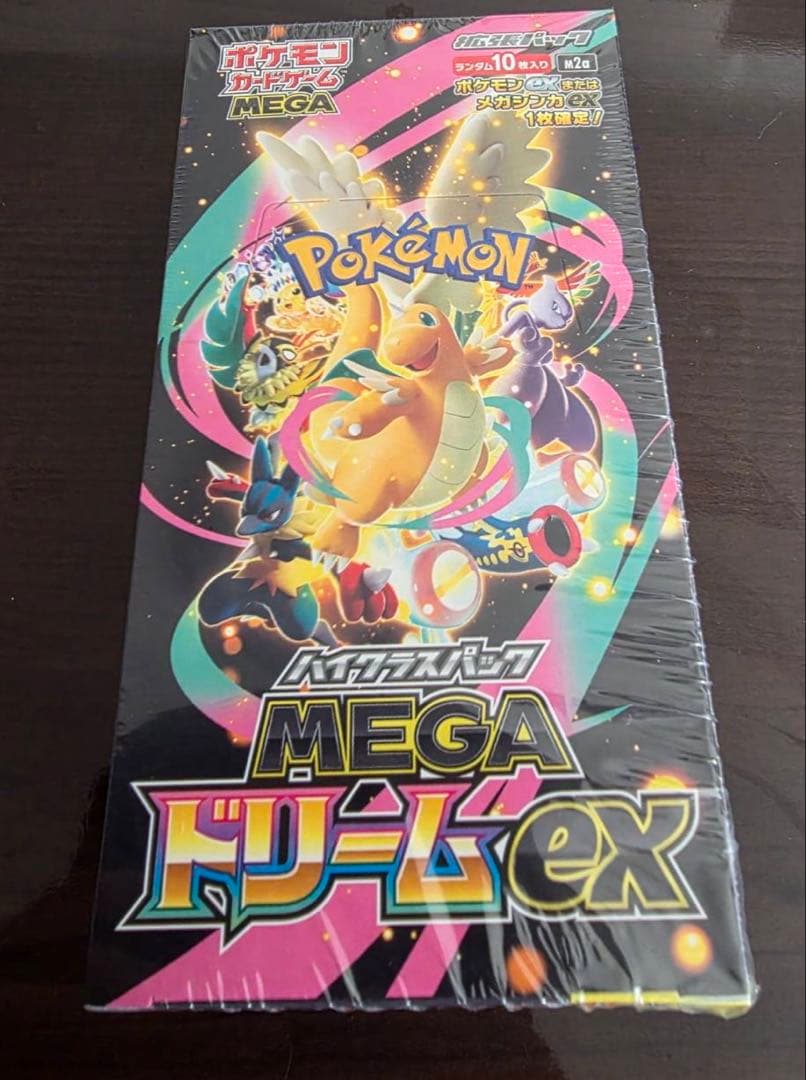 ポケモン
カードゲーム
MEGA
拡張パック
ランダム10枚入り M2a
ポケモンexまたは
メガシンカex
1枚確定！
POKÉMON
TM
ハイクラスパック
MEGA
ドリームex